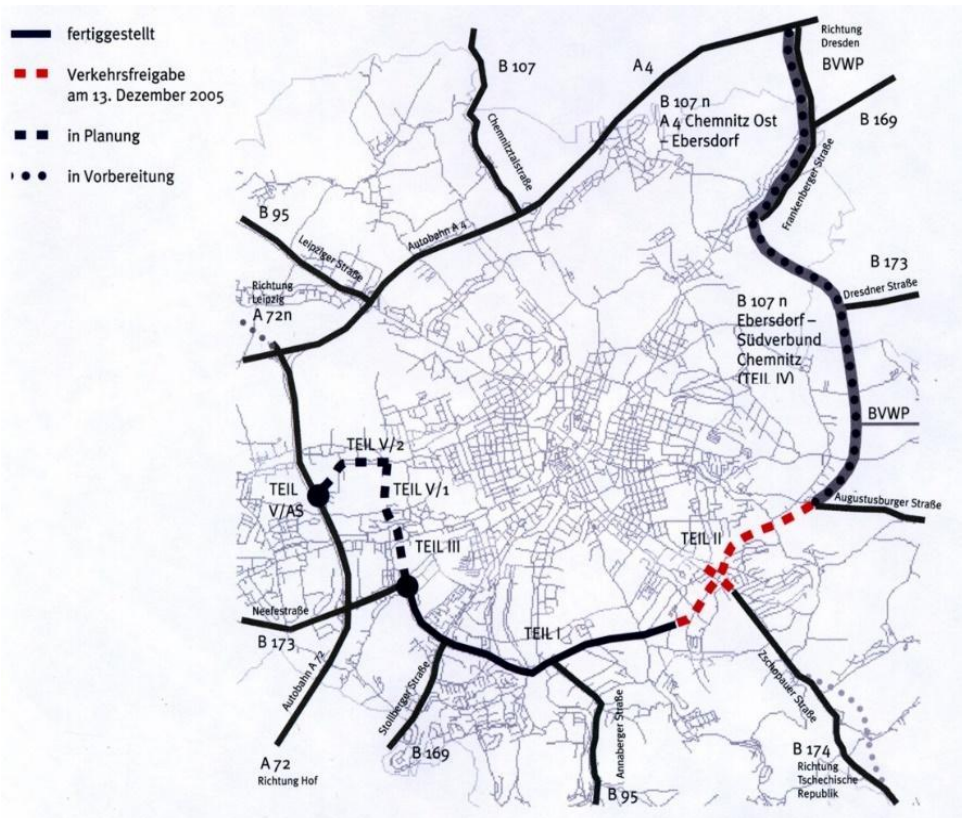 fertiggestellt
Verkehrsfreigabe
am 13. Dezember 2005
in Planung
in Vorbereitung
B 107
Chemnitztalstraße
A 4
Richtung
Dresden
BVWP
B 107 n
A 4 Chemnitz Ost
– Ebersdorf
B 169
Frankenberger Straße
B 95
Leipziger Straße
Autobahn A 4
Richtung
Leipzig
A 72n
B 173
Dresdner Straße
B 107 n
Ebersdorf –
Südverbund
Chemnitz
(TEIL IV)
BVWP
TEIL V/2
TEIL
V/AS
TEIL V/1
Augustusburger Straße
TEIL II
TEIL III
Neefestraße
B 173
TEIL I
Autobahn A 72
Stollberger Straße
Annaberger Straße
Zschopauer Straße
A 72
Richtung Hof
B 169
B 95
B 174
Richtung
Tschechische
Republik